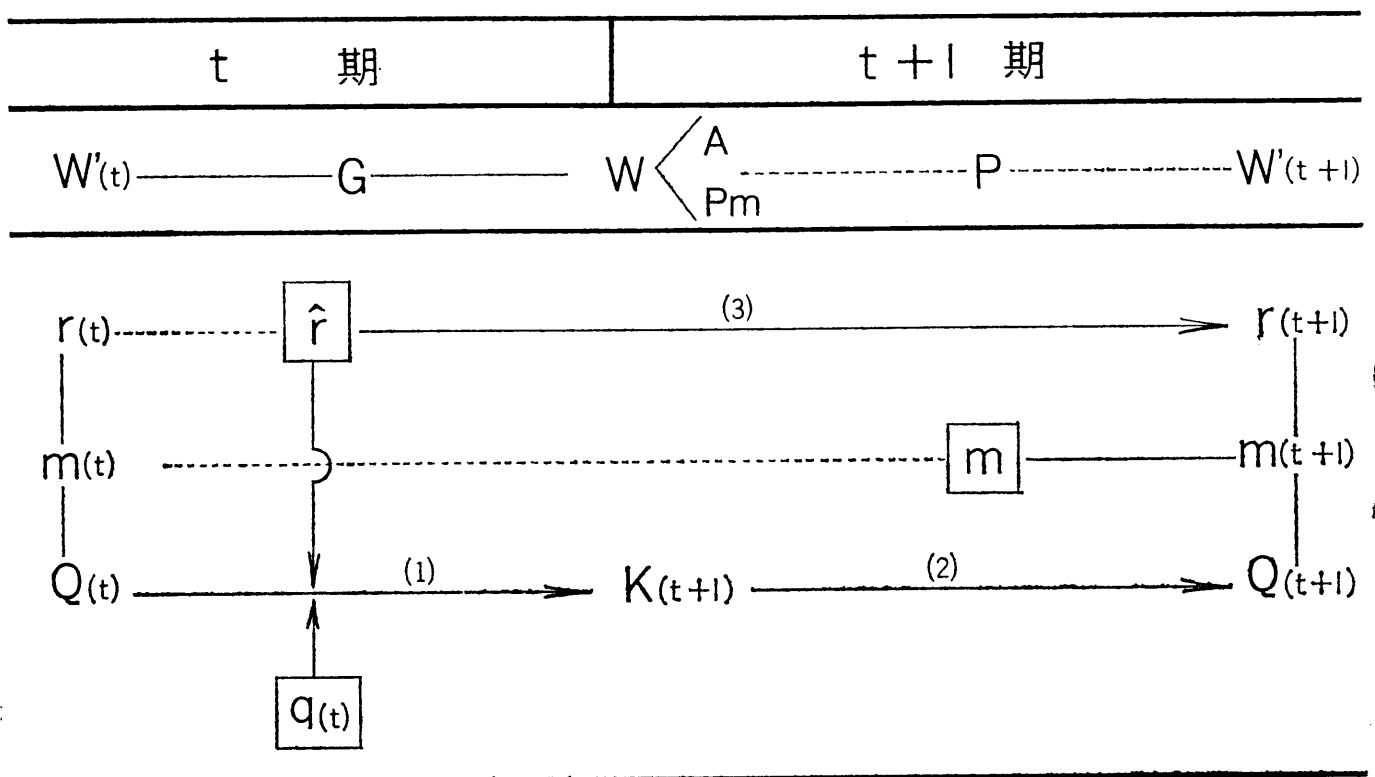 t 期 t+1 期
A
W'(t) G W P W'(t+1)
Pm
r(t) r̂ (3) r(t+1)
m(t) m m(t+1)
Q(t) (1) K(t+1) (2) Q(t+1)
q(t)